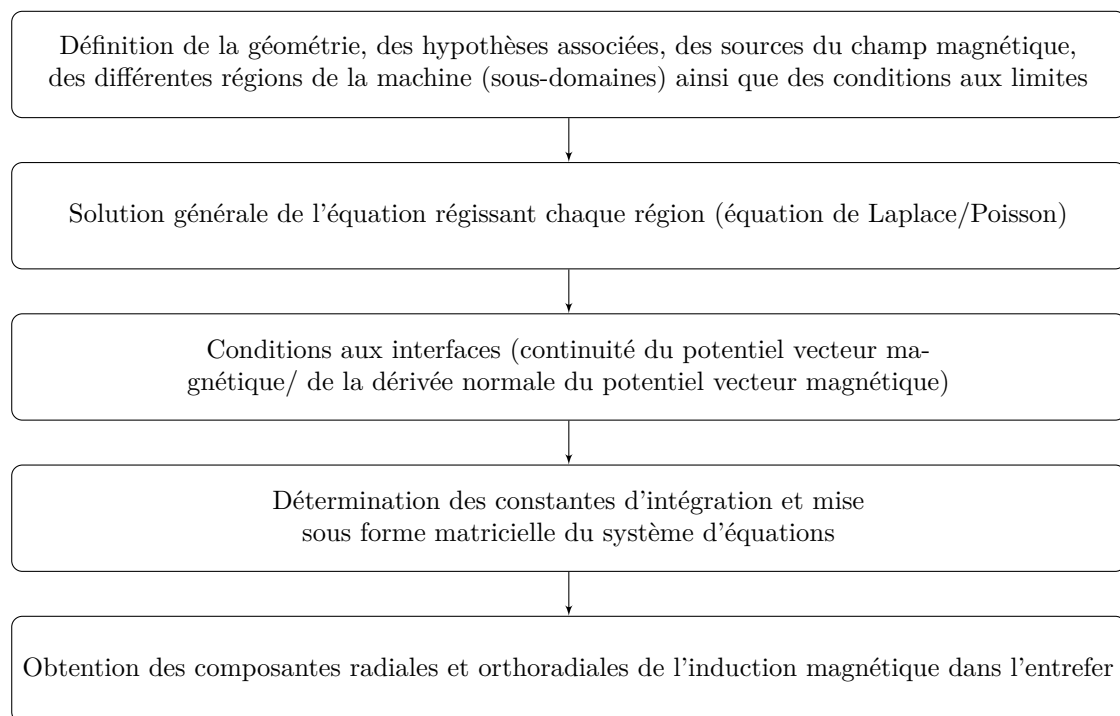 Définition de la géométrie, des hypothèses associées, des sources du champ magnétique,
des différentes régions de la machine (sous-domaines) ainsi que des conditions aux limites
Solution générale de l'équation régissant chaque région (équation de Laplace/Poisson)
Conditions aux interfaces (continuité du potentiel vecteur ma-
gnétique/ de la dérivée normale du potentiel vecteur magnétique)
Détermination des constantes d'intégration et mise
sous forme matricielle du système d'équations
Obtention des composantes radiales et orthoradiales de l'induction magnétique dans l'entrefer